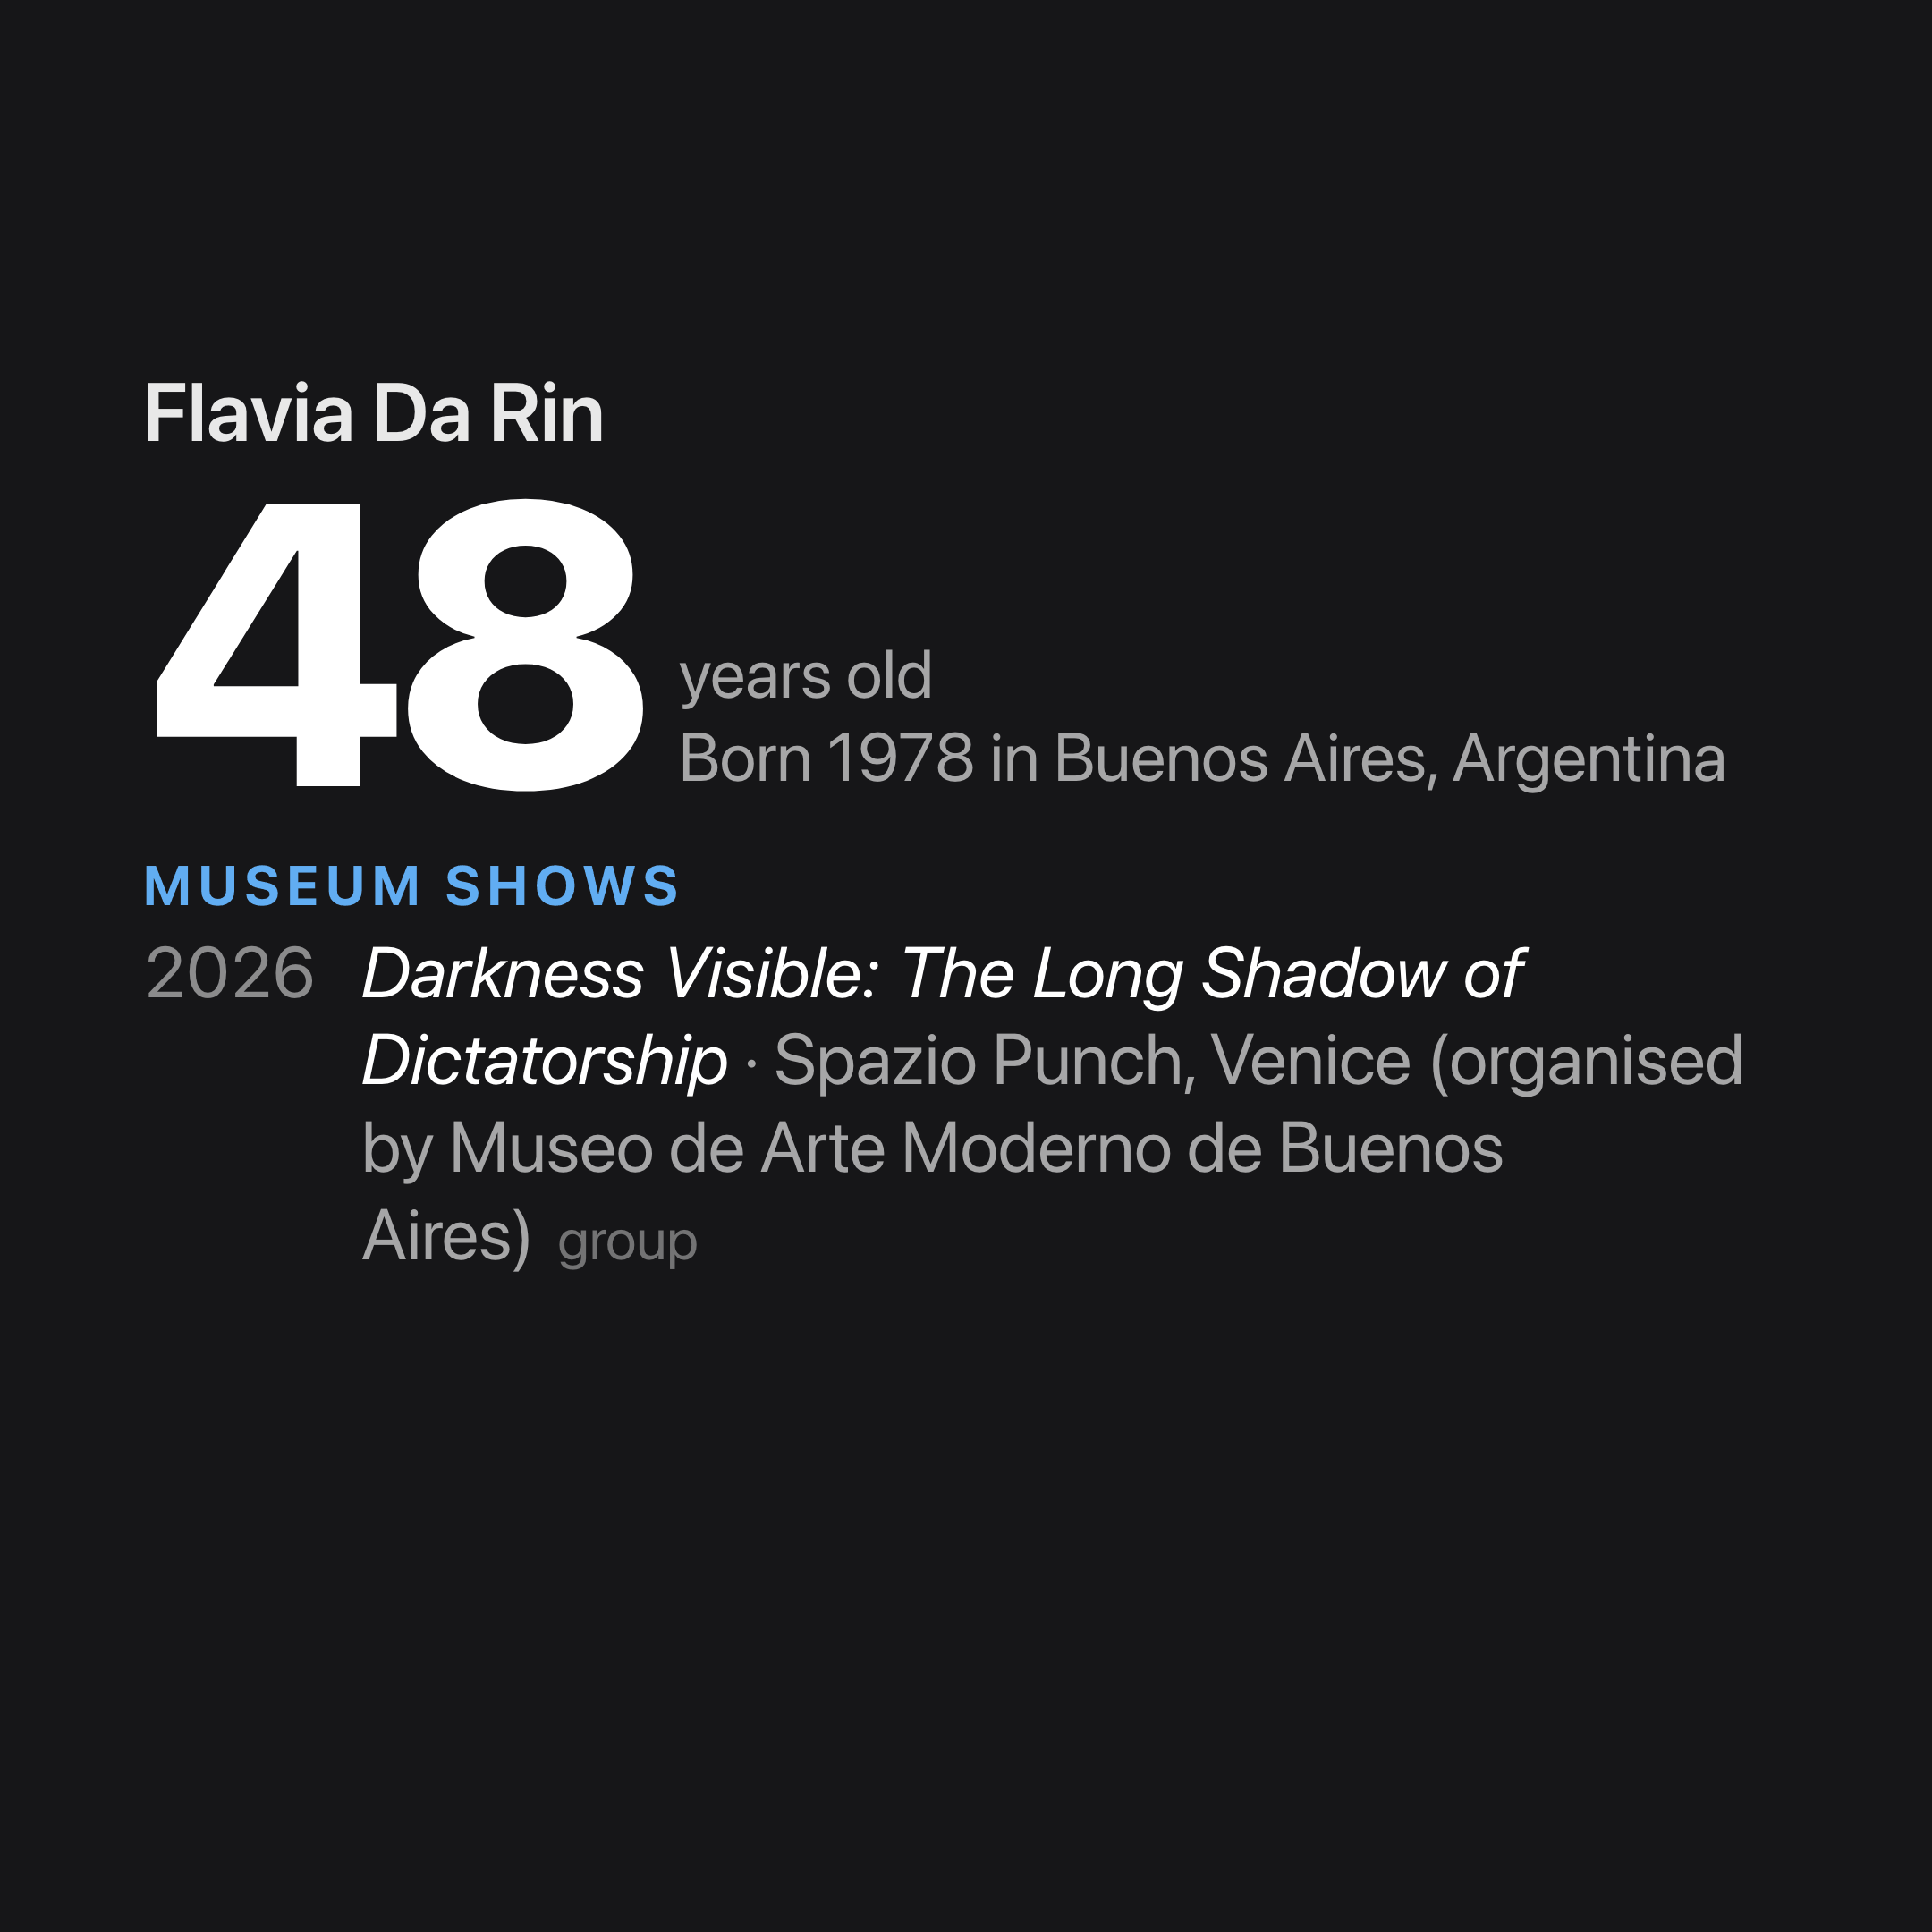 Flavia Da Rin
48 years old
Born 1978 in Buenos Aires, Argentina
MUSEUM SHOWS
2026 Darkness Visible: The Long Shadow of
Dictatorship · Spazio Punch, Venice (organised
by Museo de Arte Moderno de Buenos
Aires) group